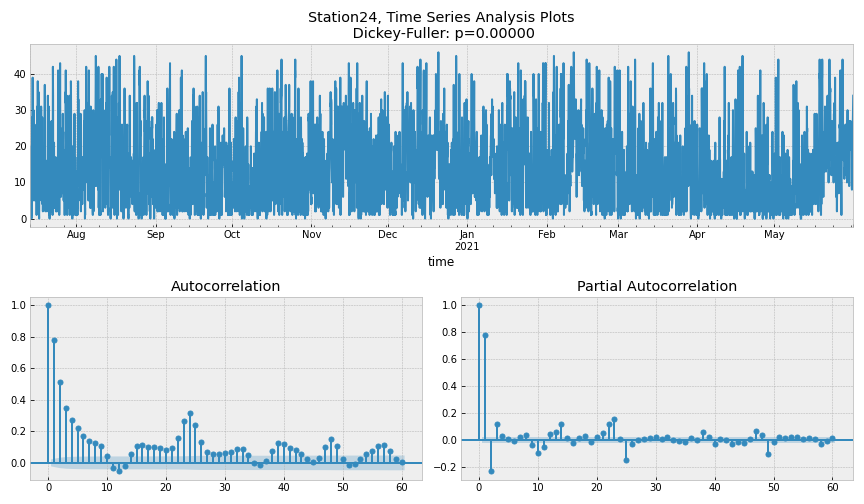 Station24, Time Series Analysis Plots
Dickey-Fuller: p=0.00000
40
30
20
10
0
Aug Sep Oct Nov Dec Jan Feb Mar Apr May
2021
time
Autocorrelation Partial Autocorrelation
1.0 1.0
0.8 0.8
0.6 0.6
0.4 0.4
0.2 0.2
0.0 0.0
−0.2
0 10 20 30 40 50 60 0 10 20 30 40 50 60